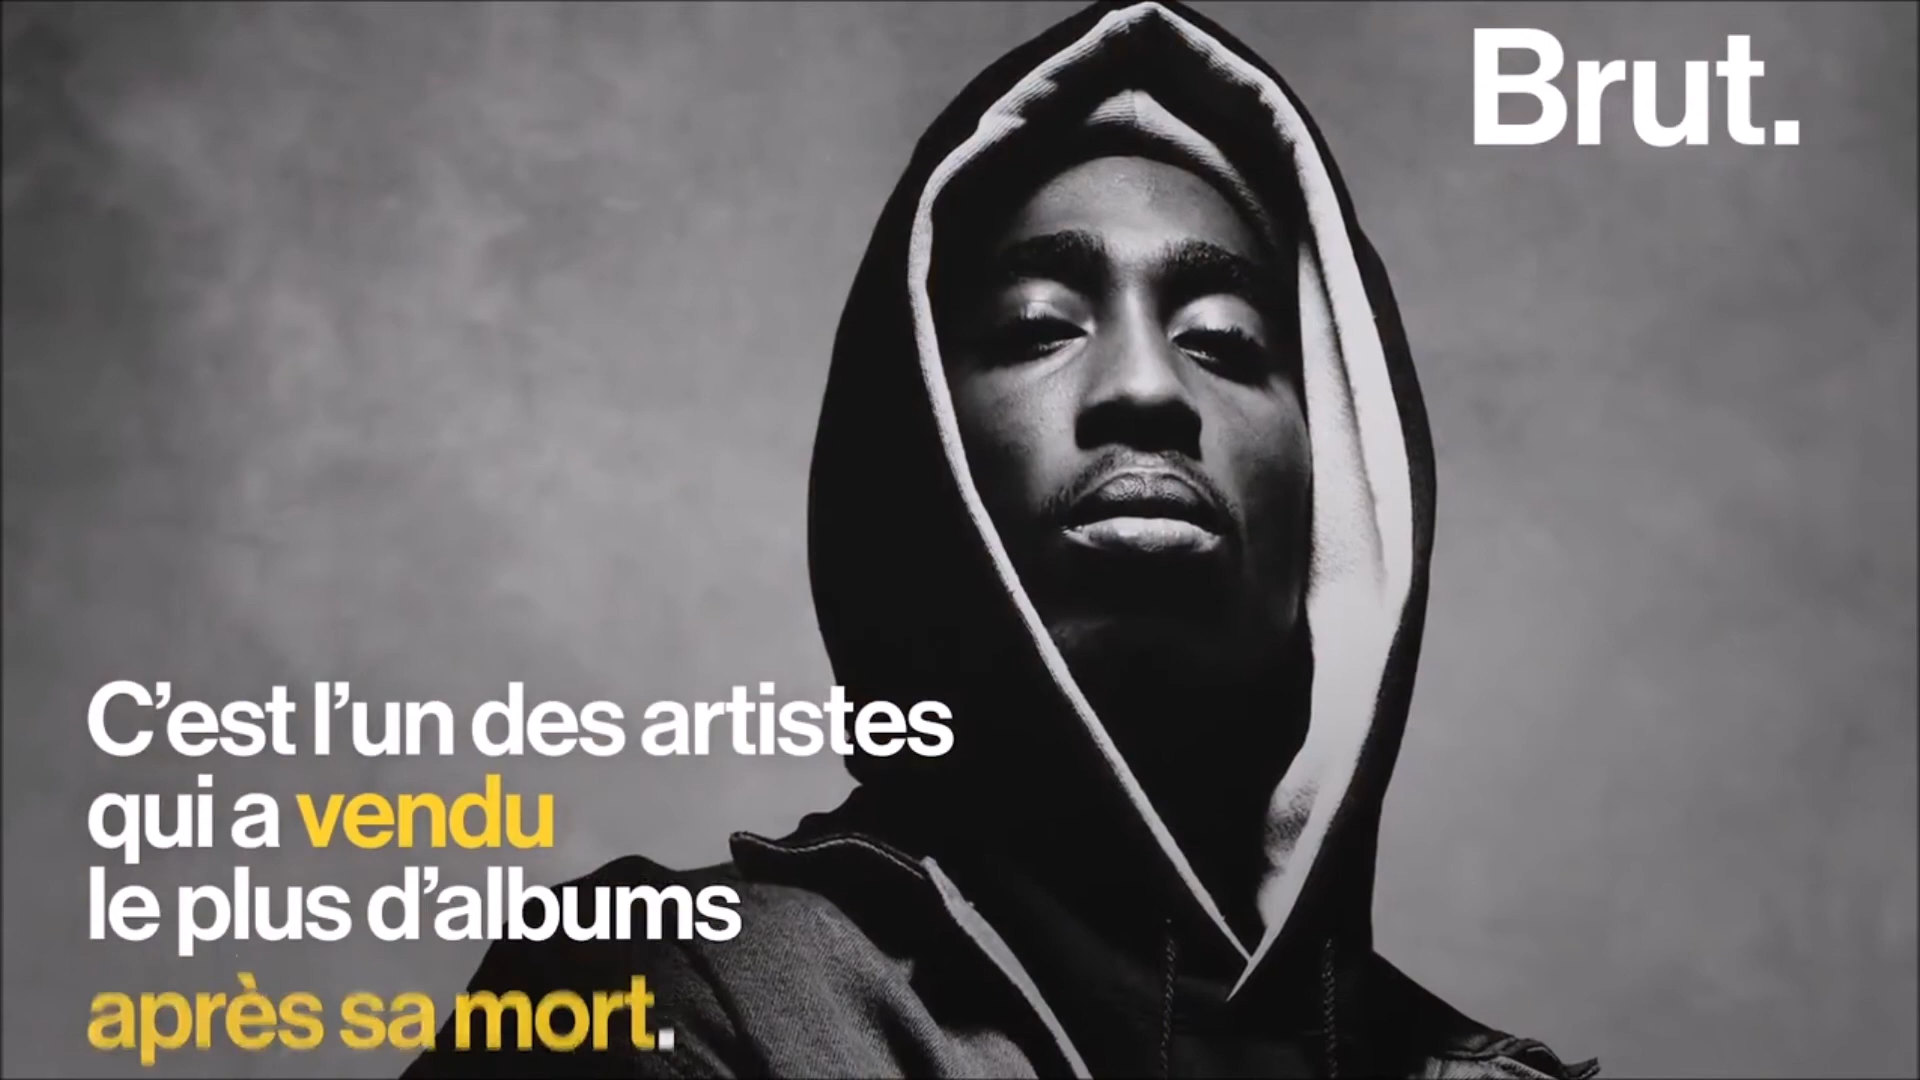 Brut.
C’est l’un des artistes
qui a vendu
le plus d’albums
après sa mort.